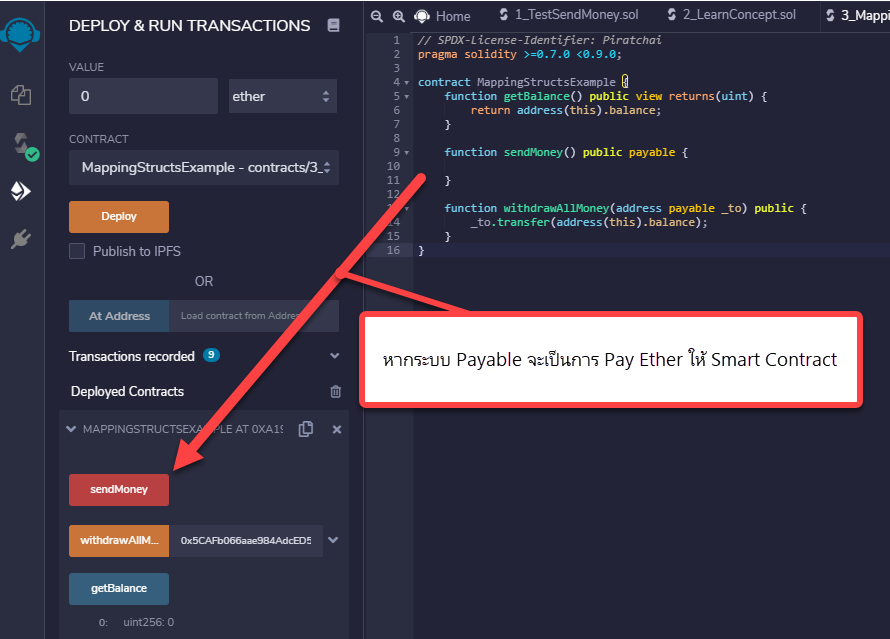 DEPLOY & RUN TRANSACTIONS
VALUE
0
ether
CONTRACT
MappingStructsExample - contracts/3_
Deploy
Publish to IPFS
OR
At Address
Load contract from Addres
Transactions recorded 9
Deployed Contracts
MAPPINGSTRUCTSEXAMPLE AT 0XA19
sendMoney
withdrawAllM...
0x5CAFb066aae984AdcED5
getBalance
0: uint256: 0
Home
1_TestSendMoney.sol
2_LearnConcept.sol
3_Mappi
1 // SPDX-License-Identifier: Piratchai
2 pragma solidity >=0.7.0 <0.9.0;
3
4 contract MappingStructsExample {
5 function getBalance() public view returns(uint) {
6 return address(this).balance;
7 }
8
9 function sendMoney() public payable {
10
11 }
12
function withdrawAllMoney(address payable _to) public {
14 _to.transfer(address(this).balance);
15 }
16 }
หากระบบ Payable จะเป็นการ Pay Ether ให้ Smart Contract